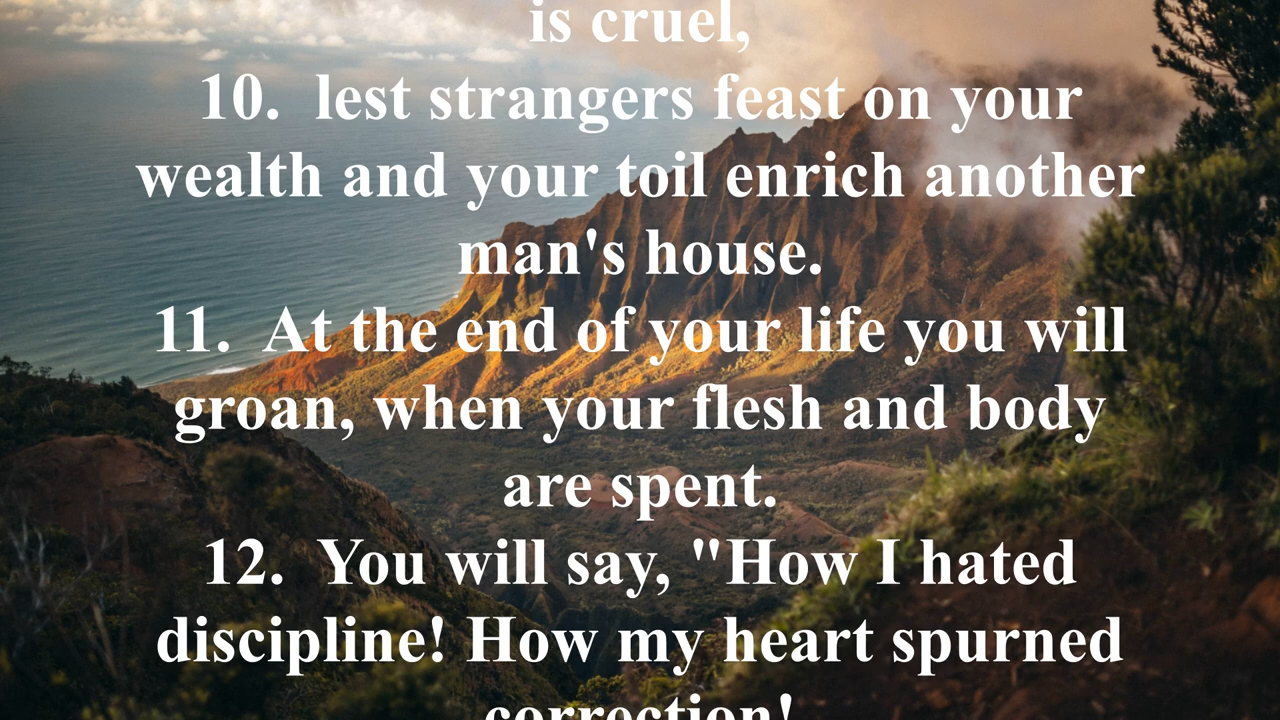 is cruel,
10. lest strangers feast on your
wealth and your toil enrich another
man's house.
11. At the end of your life you will
groan, when your flesh and body
are spent.
12. You will say, "How I hated
discipline! How my heart spurned
correction!